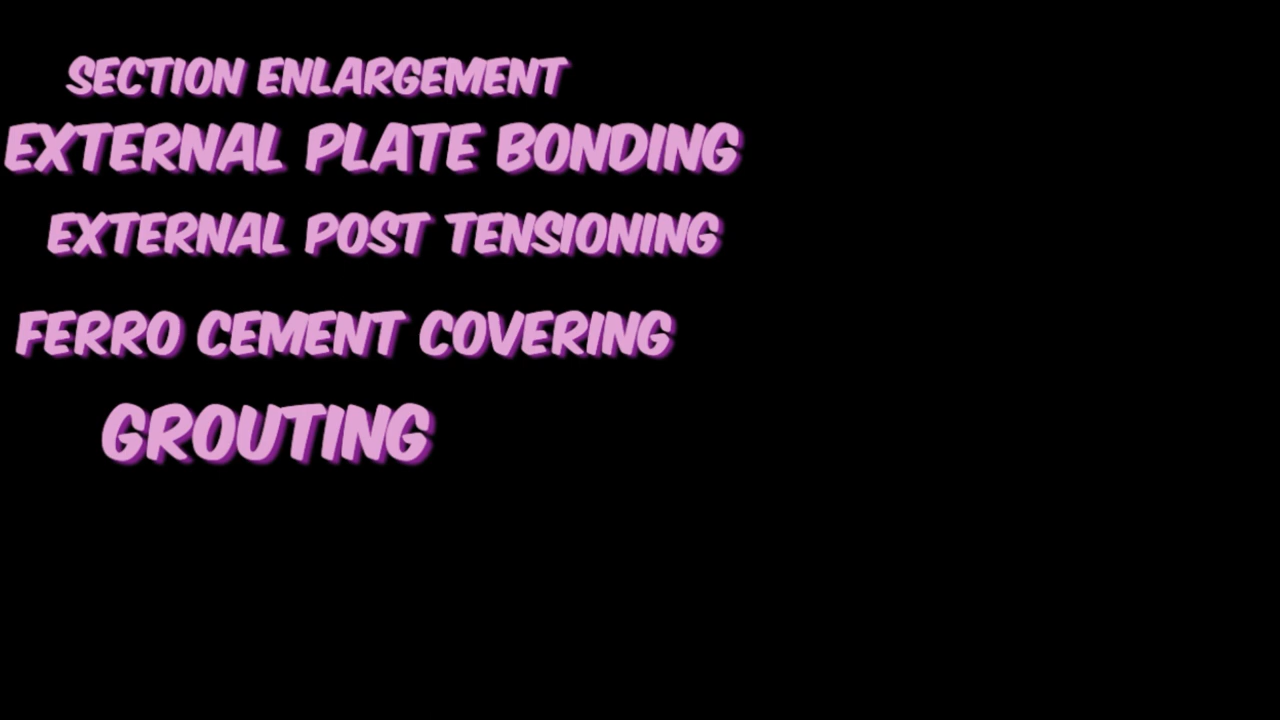 SECTION ENLARGEMENT
EXTERNAL PLATE BONDING
EXTERNAL POST TENSIONING
FERRO CEMENT COVERING
GROUTING